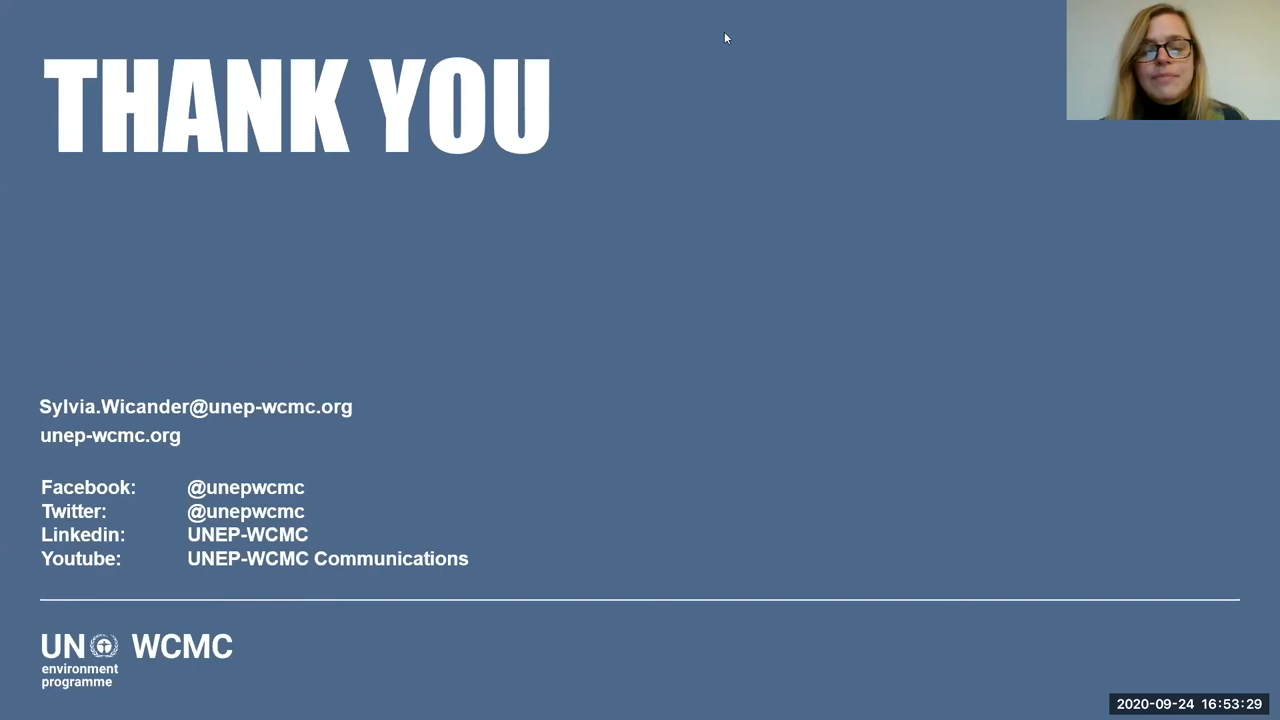 THANK YOU
Sylvia.Wicander@unep-wcmc.org
unep-wcmc.org
Facebook: @unepwcmc
Twitter: @unepwcmc
Linkedin: UNEP-WCMC
Youtube: UNEP-WCMC Communications
UN WCMC
environment
programme
2020-09-24 16:53:29